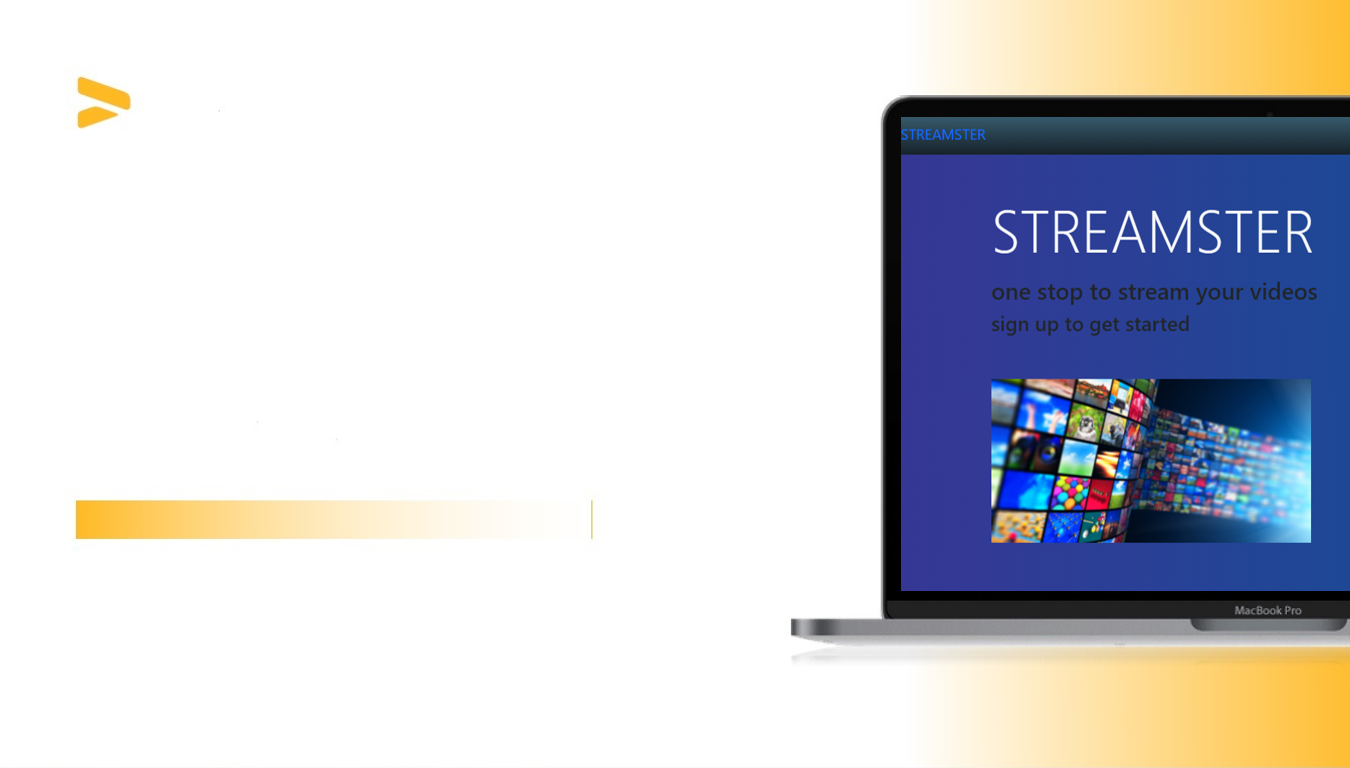 STREAMSTER
STREAMSTER
one stop to stream your videos
sign up to get started
MacBook Pro